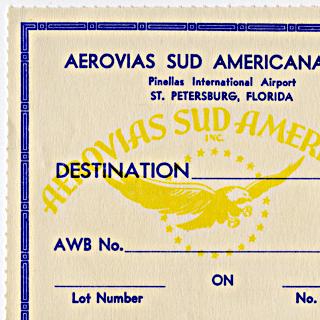 AEROVIAS SUD AMERICANA
Pinellas International Airport
ST. PETERSBURG, FLORIDA
AEROVIAS SUD AMERI
INC.
DESTINATION
AWB No.
ON
Lot Number
No.